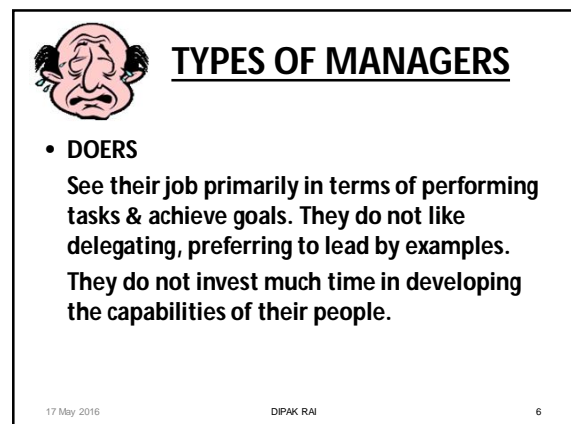 TYPES OF MANAGERS
• DOERS
See their job primarily in terms of performing
tasks & achieve goals. They do not like
delegating, preferring to lead by examples.
They do not invest much time in developing
the capabilities of their people.
17 May 2016 DIPAK RAI 6